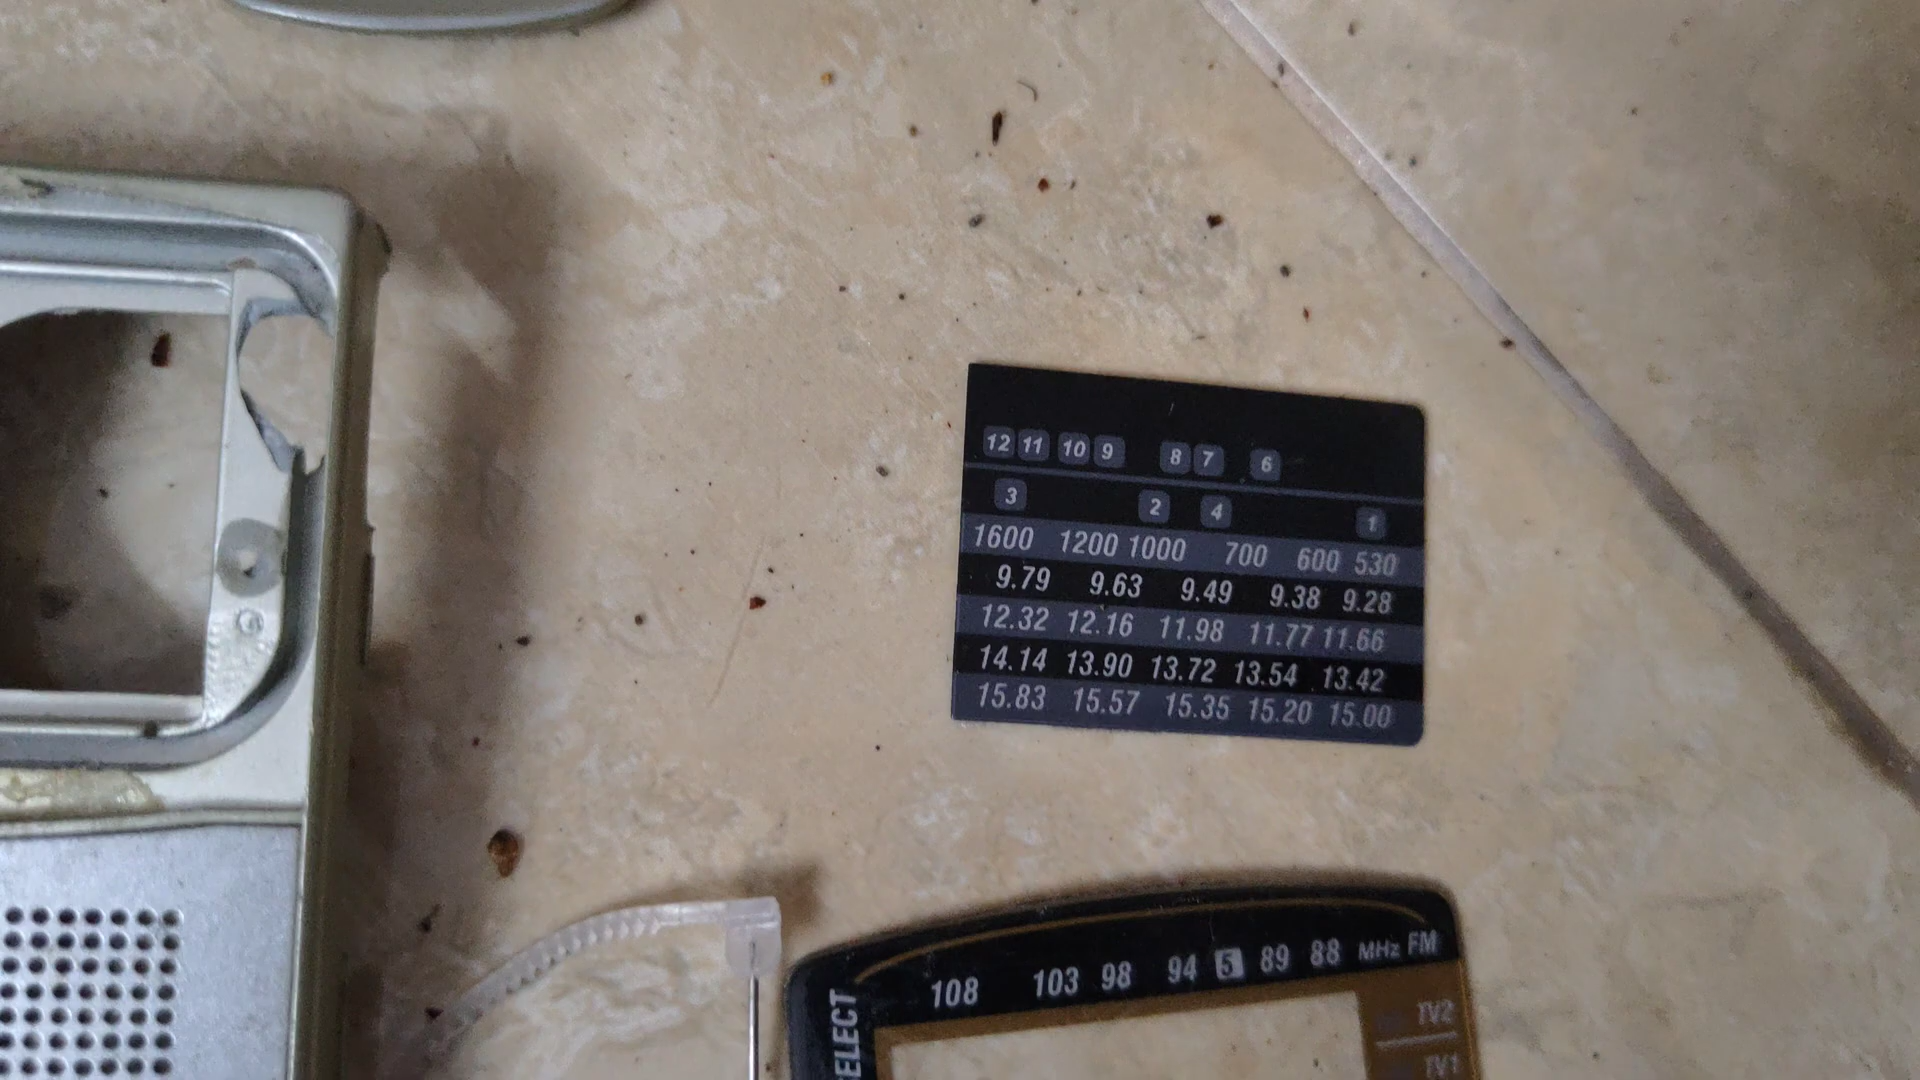 12 11 10 9 8 7 6
3 2 4 1
1600 1200 1000 700 600 530
9.79 9.63 9.49 9.38 9.28
12.32 12.16 11.98 11.77 11.66
14.14 13.90 13.72 13.54 13.42
15.83 15.57 15.35 15.20 15.00
108 103 98 94 5 89 88 MHz FM
TV2
TV1
ELECT